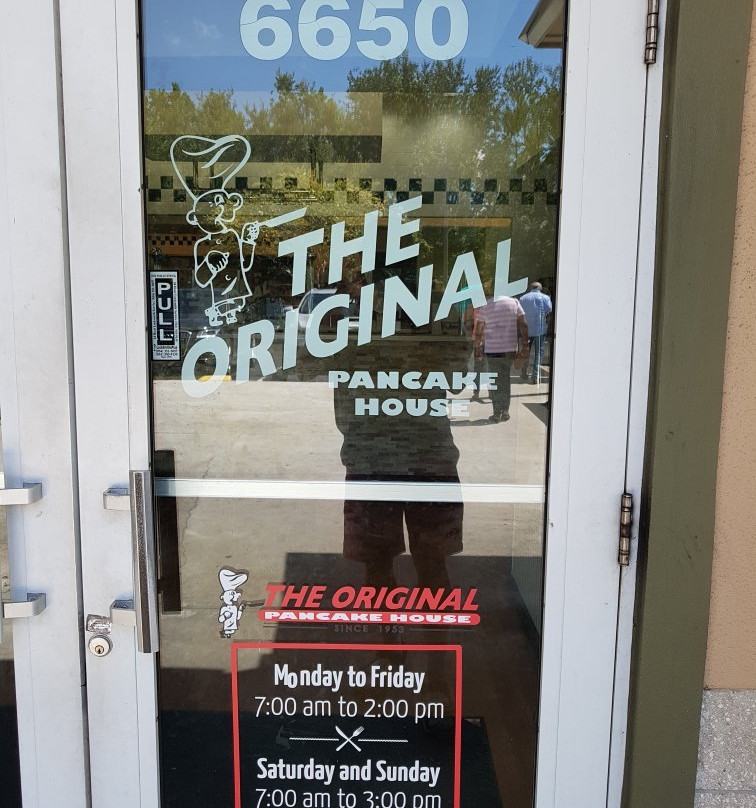 6650
THE
ORIGINAL
PULL
PANCAKE
HOUSE
THE ORIGINAL
PANCAKE HOUSE
SINCE 1953
Monday to Friday
7:00 am to 2:00 pm
Saturday and Sunday
7:00 am to 3:00 pm